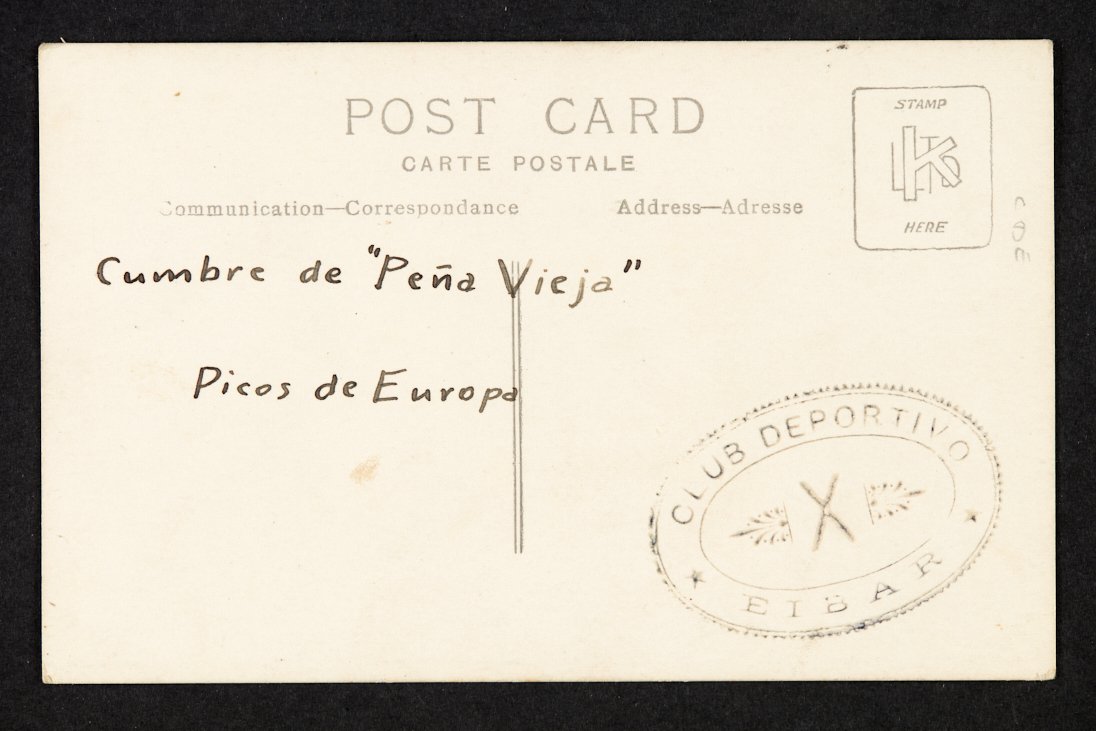 POST CARD
CARTE POSTALE
Communication—Correspondance
Address—Adresse
STAMP
K LTD
HERE
Cumbre de "Peña Vieja"
Picos de Europa
CLUB DEPORTIVO
X
EIBAR